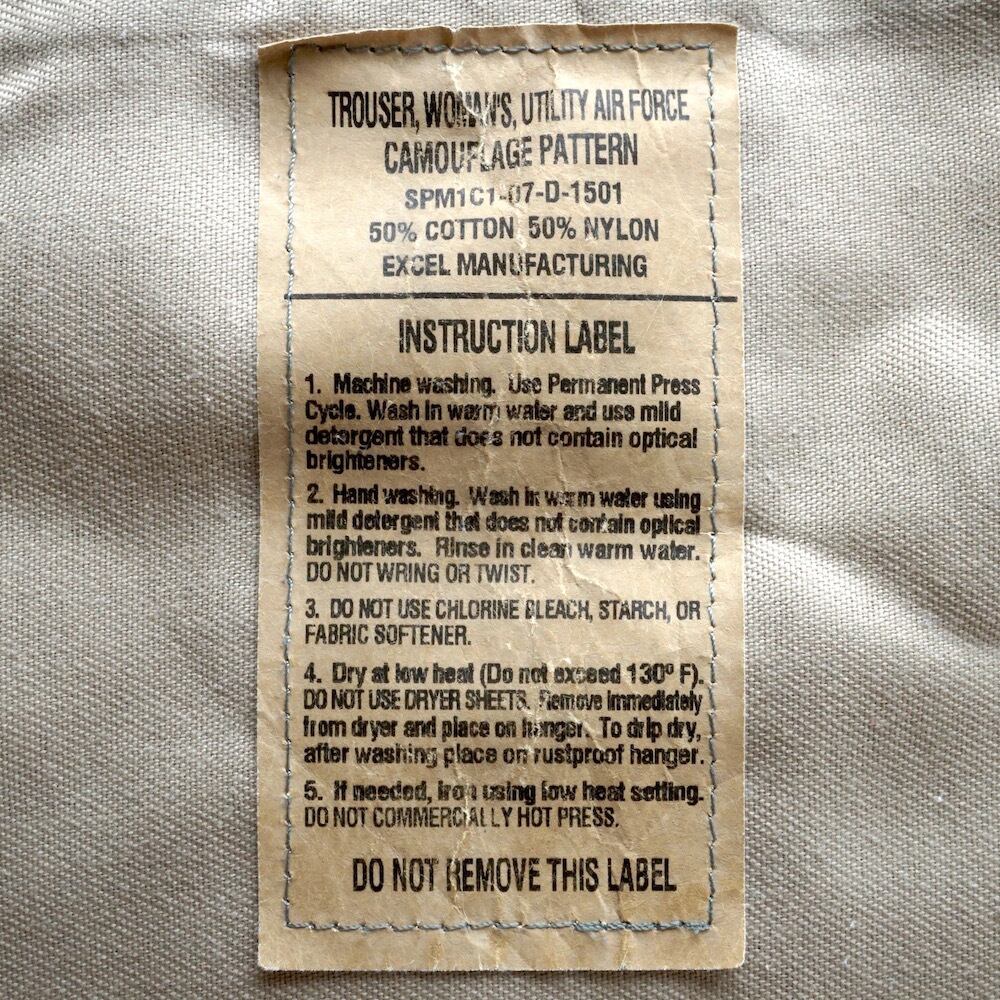 TROUSER, WOMAN'S, UTILITY AIR FORCE
CAMOUFLAGE PATTERN
SPM1C1-07-D-1501
50% COTTON 50% NYLON
EXCEL MANUFACTURING
INSTRUCTION LABEL
1. Machine washing. Use Permanent Press
Cycle. Wash in warm water and use mild
detergent that does not contain optical
brighteners.
2. Hand washing. Wash in warm water using
mild detergent that does not contain optical
brighteners. Rinse in clean warm water.
DO NOT WRING OR TWIST.
3. DO NOT USE CHLORINE BLEACH, STARCH, OR
FABRIC SOFTENER.
4. Dry at low heat (Do not exceed 130º F).
DO NOT USE DRYER SHEETS. Remove immediately
from dryer and place on hanger. To drip dry,
after washing place on rustproof hanger.
5. If needed, iron using low heat setting.
DO NOT COMMERCIALLY HOT PRESS.
DO NOT REMOVE THIS LABEL